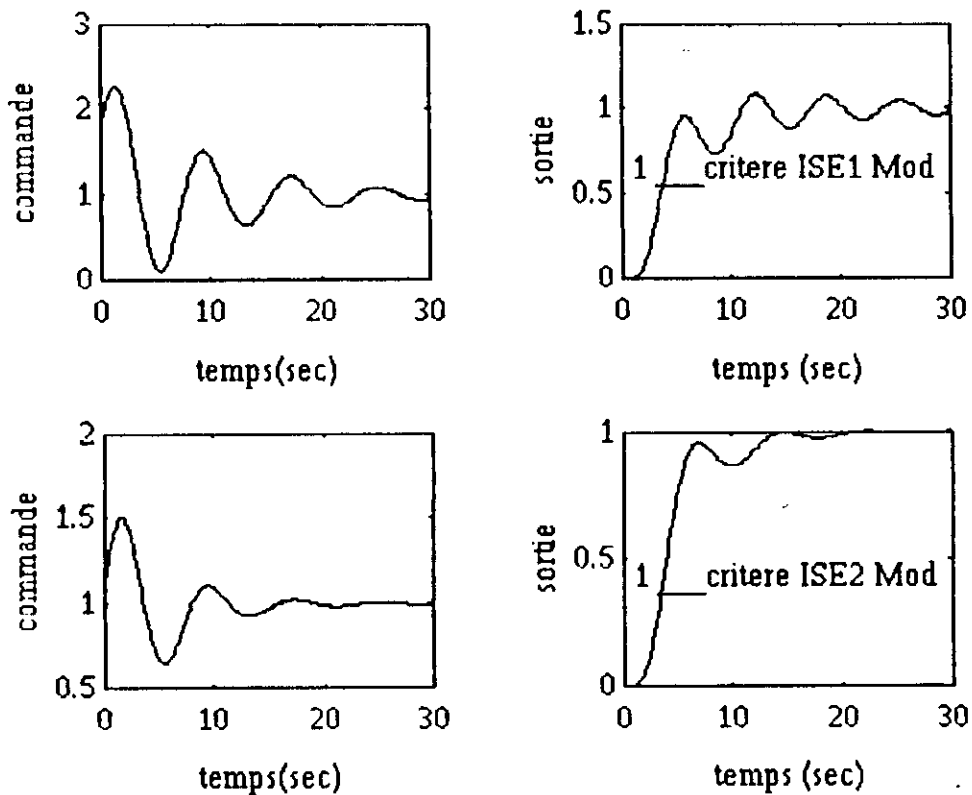 3
2
1
0
commande
0 10 20 30
temps(sec)
1.5
1
0.5
0
sortie
1 critere ISE1 Mod
0 10 20 30
temps (sec)
2
1.5
1
0.5
commande
0 10 20 30
temps(sec)
1
0.5
0
sortie
1 critere ISE2 Mod
0 10 20 30
temps (sec)